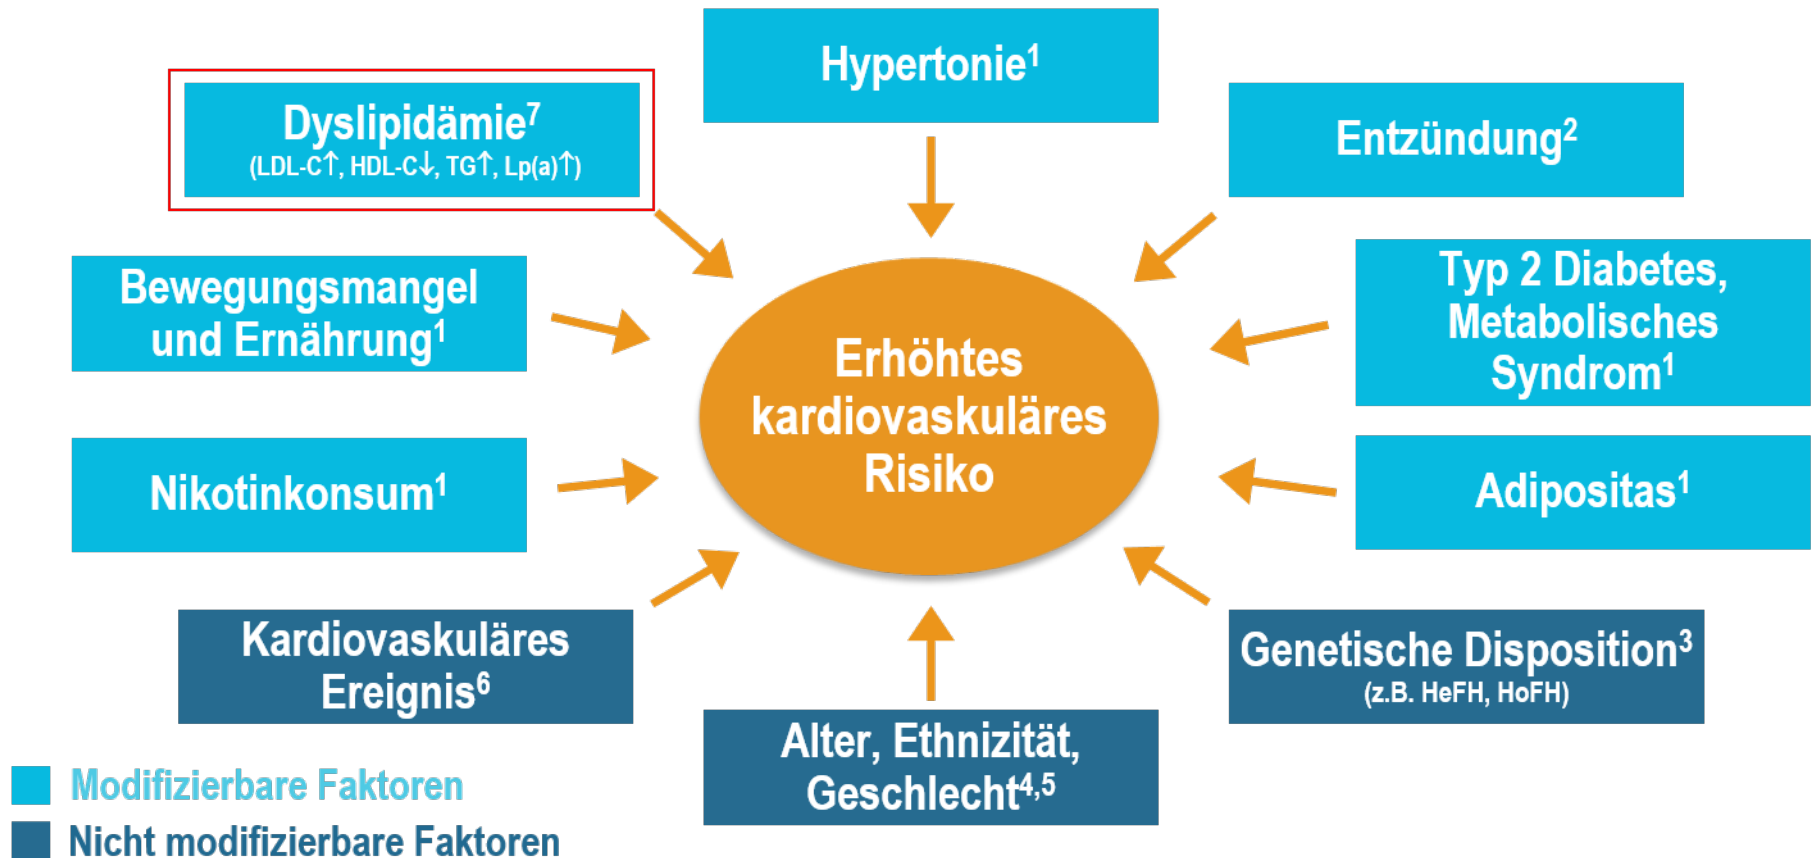 Hypertonie¹
Dyslipidämie⁷
(LDL-C↑, HDL-C↓, TG↑, Lp(a)↑)
Entzündung²
Bewegungsmangel
und Ernährung¹
Typ 2 Diabetes,
Metabolisches
Syndrom¹
Erhöhtes
kardiovaskuläres
Risiko
Nikotinkonsum¹
Adipositas¹
Kardiovaskuläres
Ereignis⁶
Genetische Disposition³
(z.B. HeFH, HoFH)
Alter, Ethnizität,
Geschlecht⁴,⁵
Modifizierbare Faktoren
Nicht modifizierbare Faktoren